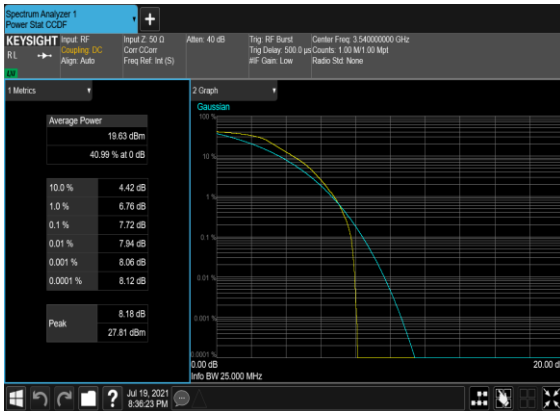 Spectrum Analyzer 1
Power Stat CCDF
+
KEYSIGHT Input: RF Input Z: 50 Ω Atten: 40 dB Trig: RF Burst Center Freq: 3.540000000 GHz
RL Coupling: DC Corr CCorr Trig Delay: 500.0 µs Counts: 1.00 M/1.00 Mpt
Align: Auto Freq Ref: Int (S) #IF Gain: Low Radio Std: None
LXI
1 Metrics
2 Graph
Average Power
19.63 dBm
40.99 % at 0 dB
10.0 % 4.42 dB
1.0 % 6.76 dB
0.1 % 7.72 dB
0.01 % 7.94 dB
0.001 % 8.06 dB
0.0001 % 8.12 dB
Peak 8.18 dB
27.81 dBm
Gaussian
100 %
10 %
1 %
0.1 %
0.01 %
0.001 %
0.0001 %
0.00 dB 20.00 d
Info BW 25.000 MHz
? Jul 19, 2021
8:36:23 PM